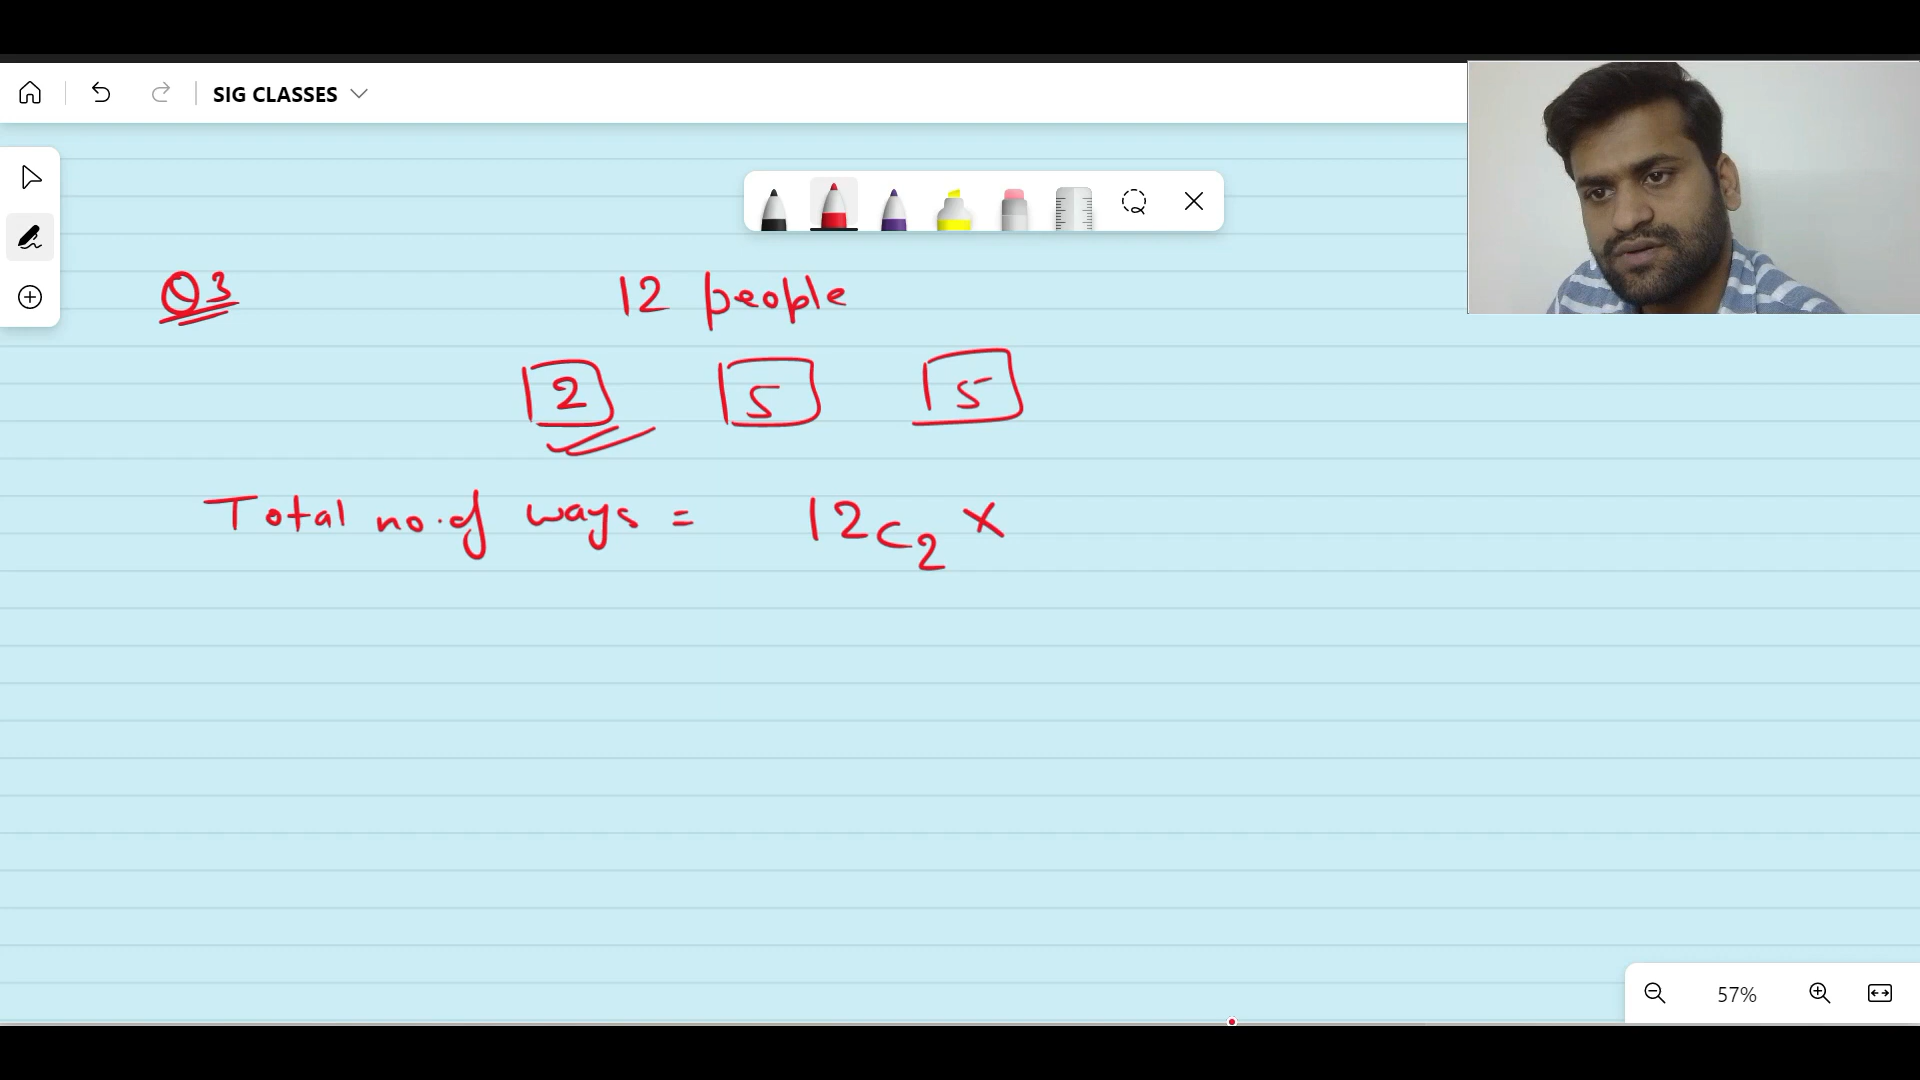 SIG CLASSES
Q3 12 people
2 5 5
Total no. of ways = 12c2 x
57%